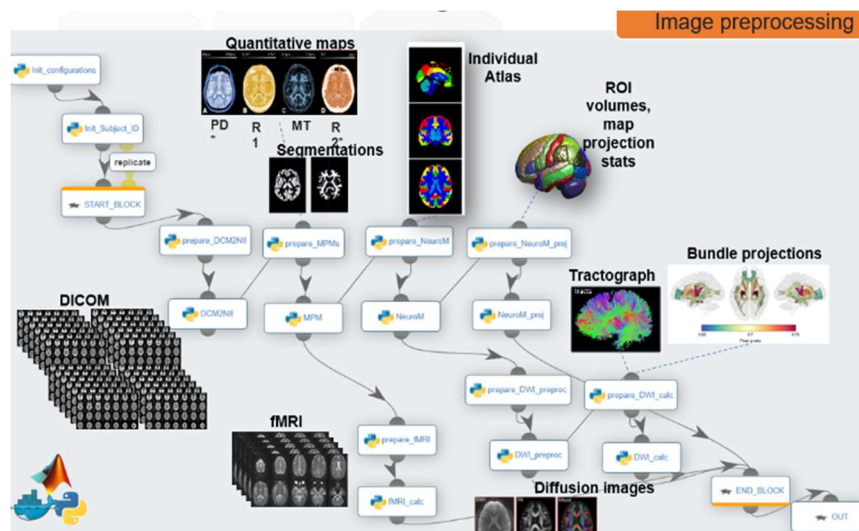 Image preprocessing
Quantitative maps
Individual
Atlas
ROI
volumes,
map
projection
stats
Init_configurations
Init_Subject_ID
replicate
START_BLOCK
A
B
C
D
PD
*
R
1
MT
R
2*
Segmentations
prepare_DCM2NII
prepare_MPMs
prepare_NeuroM
prepare_NeuroM_proj
Bundle projections
Tractograph
tracts
DICOM
DCM2NII
MPM
NeuroM
NeuroM_proj
prepare_DWI_preproc
prepare_DWI_calc
fMRI
prepare_fMRI
DWI_preproc
DWI_calc
fMRI_calc
Diffusion images
END_BLOCK
OUT